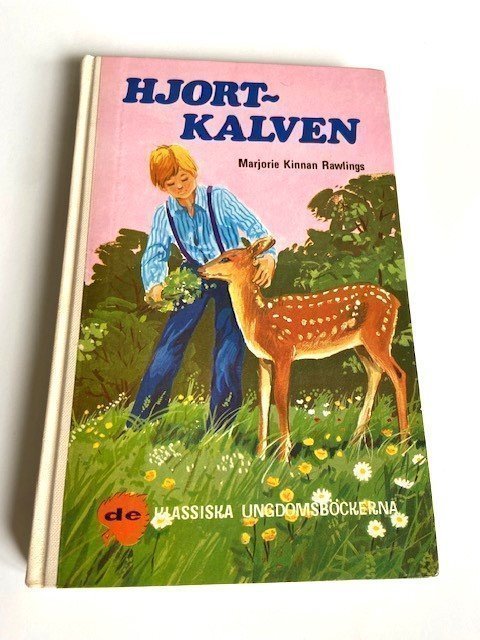 HJORT~
KALVEN
Marjorie Kinnan Rawlings
de KLASSISKA UNGDOMSBÖCKERNA